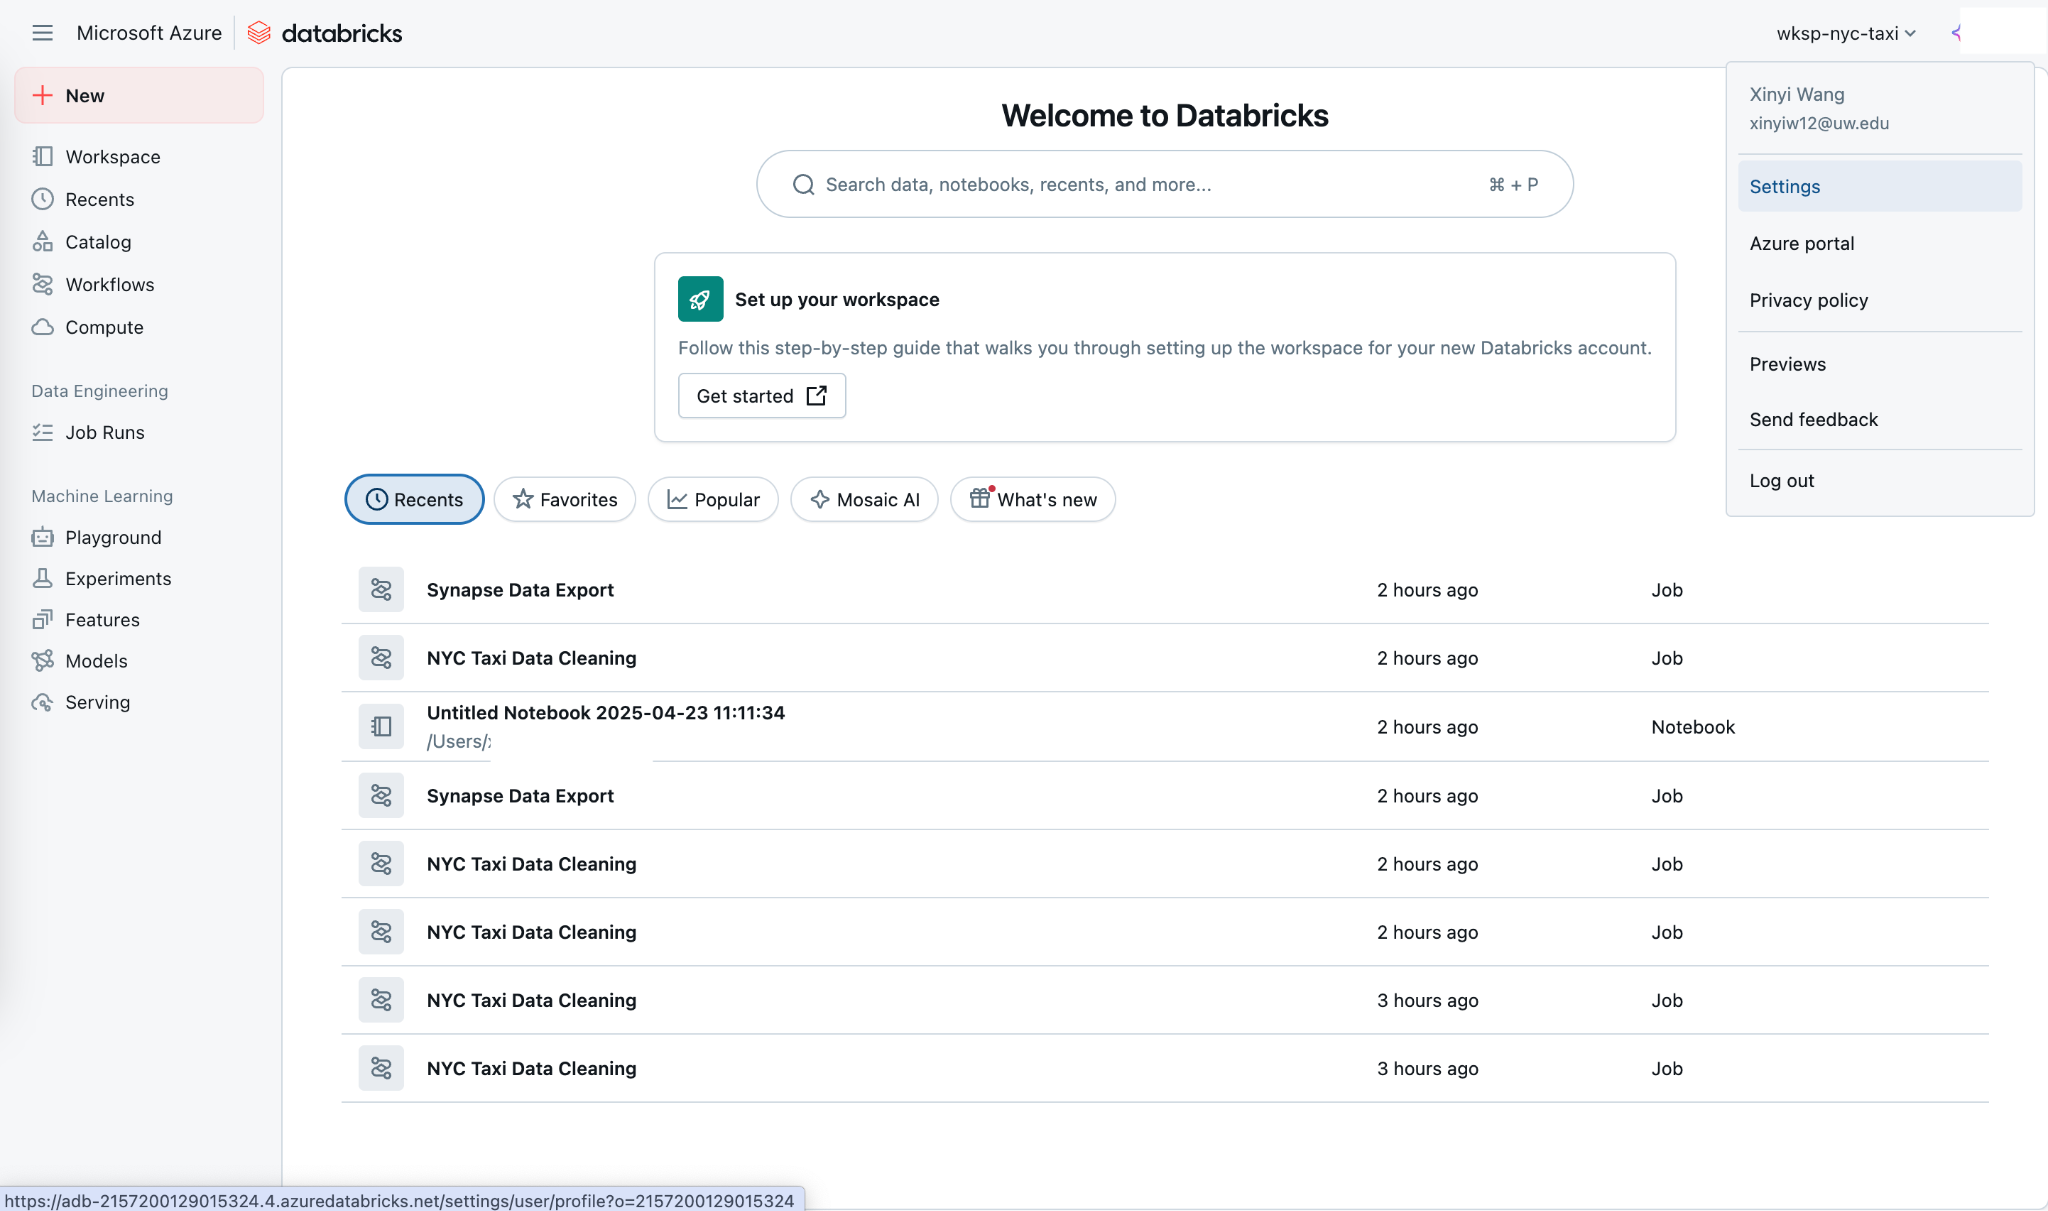 Microsoft Azure databricks
wksp-nyc-taxi
New
Workspace
Recents
Catalog
Workflows
Compute
Data Engineering
Job Runs
Machine Learning
Playground
Experiments
Features
Models
Serving
Welcome to Databricks
Search data, notebooks, recents, and more... ⌘ + P
Set up your workspace
Follow this step-by-step guide that walks you through setting up the workspace for your new Databricks account.
Get started
Recents Favorites Popular Mosaic AI What's new
Synapse Data Export 2 hours ago Job
NYC Taxi Data Cleaning 2 hours ago Job
Untitled Notebook 2025-04-23 11:11:34 2 hours ago Notebook
/Users/
Synapse Data Export 2 hours ago Job
NYC Taxi Data Cleaning 2 hours ago Job
NYC Taxi Data Cleaning 2 hours ago Job
NYC Taxi Data Cleaning 3 hours ago Job
NYC Taxi Data Cleaning 3 hours ago Job
Xinyi Wang
xinyiw12@uw.edu
Settings
Azure portal
Privacy policy
Previews
Send feedback
Log out
https://adb-2157200129015324.4.azuredatabricks.net/settings/user/profile?o=2157200129015324